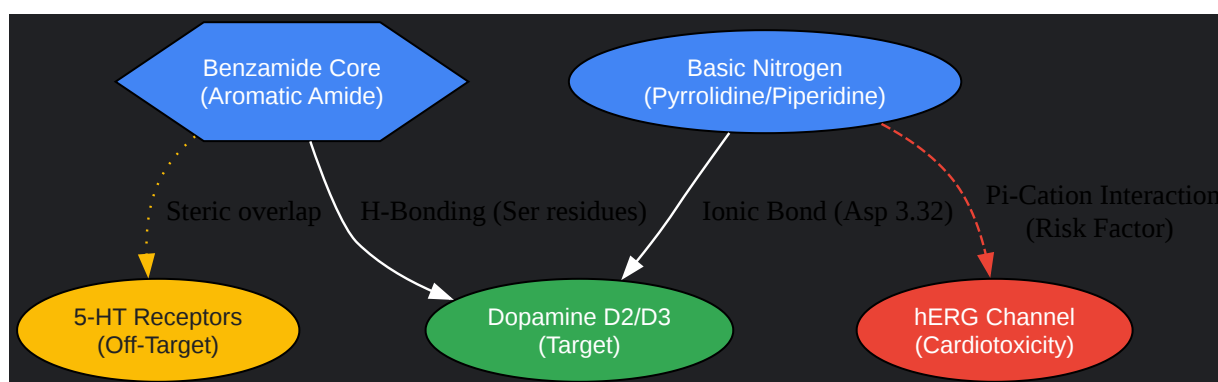 Benzamide Core
(Aromatic Amide)
Basic Nitrogen
(Pyrrolidine/Piperidine)
Steric overlap
H-Bonding (Ser residues)
Ionic Bond (Asp 3.32)
Pi-Cation Interaction
(Risk Factor)
5-HT Receptors
(Off-Target)
Dopamine D2/D3
(Target)
hERG Channel
(Cardiotoxicity)